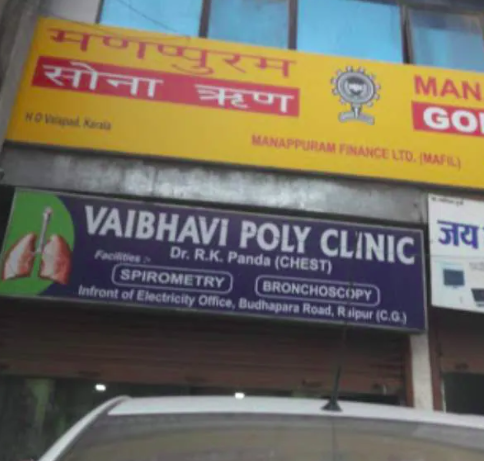 मणप्पुरम
सोना ऋण
H O Valapad, Kerala
MAN
GOL
MANAPPURAM FINANCE LTD. (MAFIL)
VAIBHAVI POLY CLINIC
Dr. R.K. Panda (CHEST)
Facilities :-
SPIROMETRY
BRONCHOSCOPY
Infront of Electricity Office, Budhapara Road, Raipur (C.G.)
जय